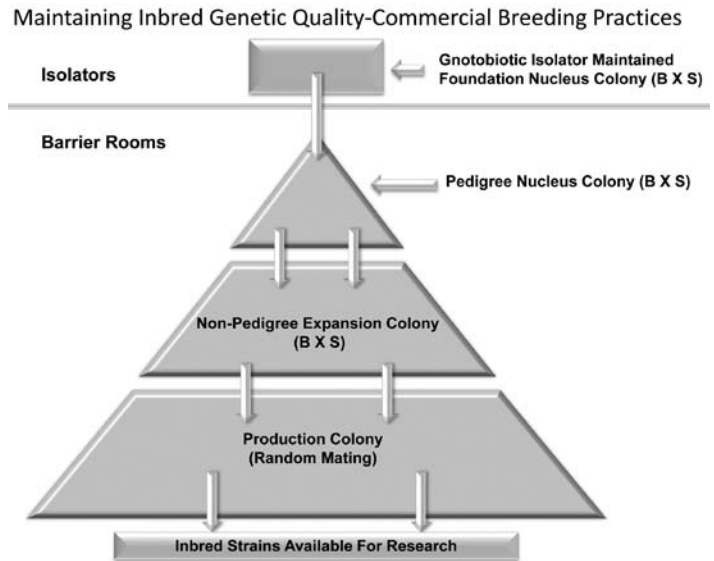 Maintaining Inbred Genetic Quality-Commercial Breeding Practices
Isolators
Gnotobiotic Isolator Maintained
Foundation Nucleus Colony (B X S)
Barrier Rooms
Pedigree Nucleus Colony (B X S)
Non-Pedigree Expansion Colony
(B X S)
Production Colony
(Random Mating)
Inbred Strains Available For Research